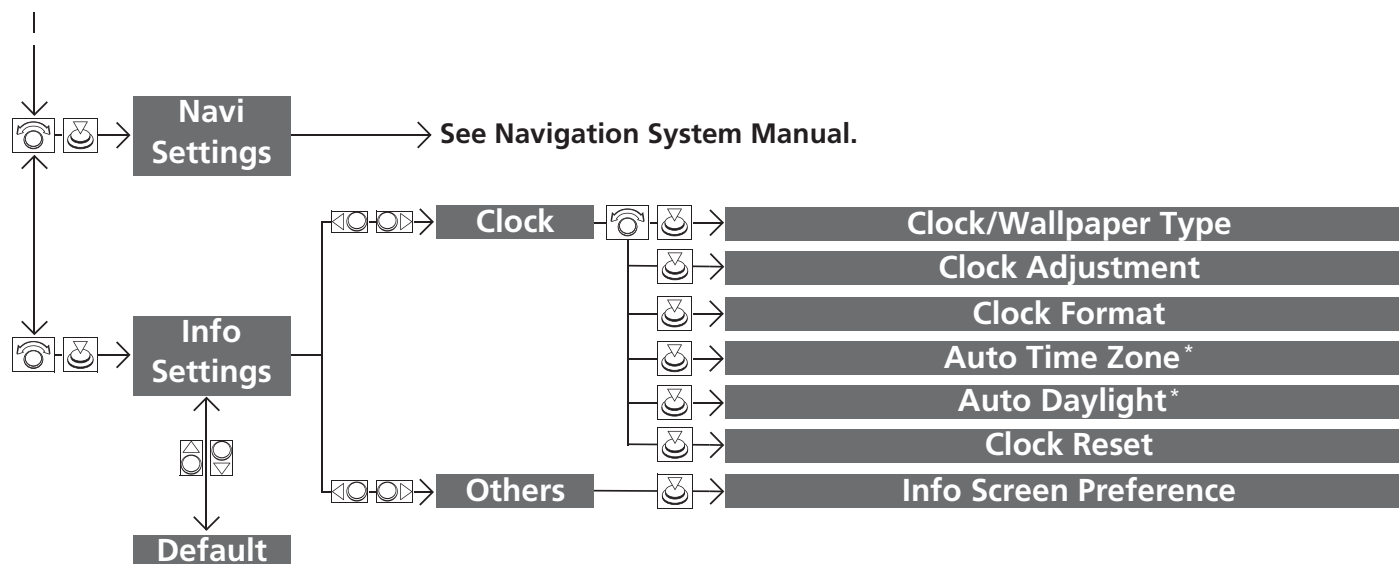 Navi
Settings
See Navigation System Manual.
Clock
Clock/Wallpaper Type
Clock Adjustment
Clock Format
Info
Settings
Auto Time Zone*
Auto Daylight*
Clock Reset
Others
Info Screen Preference
Default